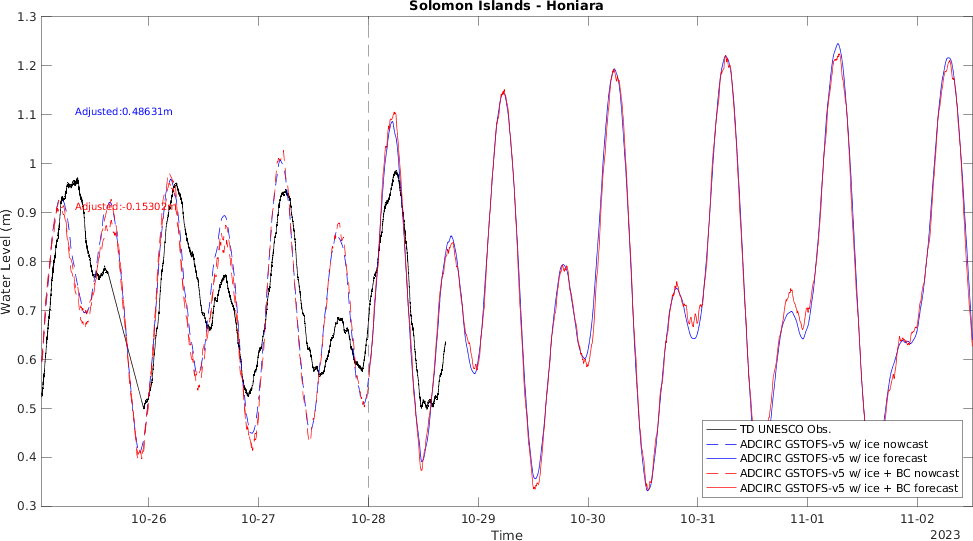 Solomon Islands - Honiara
1.3
1.2
1.1
1
0.9
0.8
0.7
0.6
0.5
0.4
0.3
Water Level (m)
Adjusted:0.48631m
Adjusted:-0.15302m
TD UNESCO Obs.
ADCIRC GSTOFS-v5 w/ ice nowcast
ADCIRC GSTOFS-v5 w/ ice forecast
ADCIRC GSTOFS-v5 w/ ice + BC nowcast
ADCIRC GSTOFS-v5 w/ ice + BC forecast
10-26 10-27 10-28 10-29 10-30 10-31 11-01 11-02
Time
2023